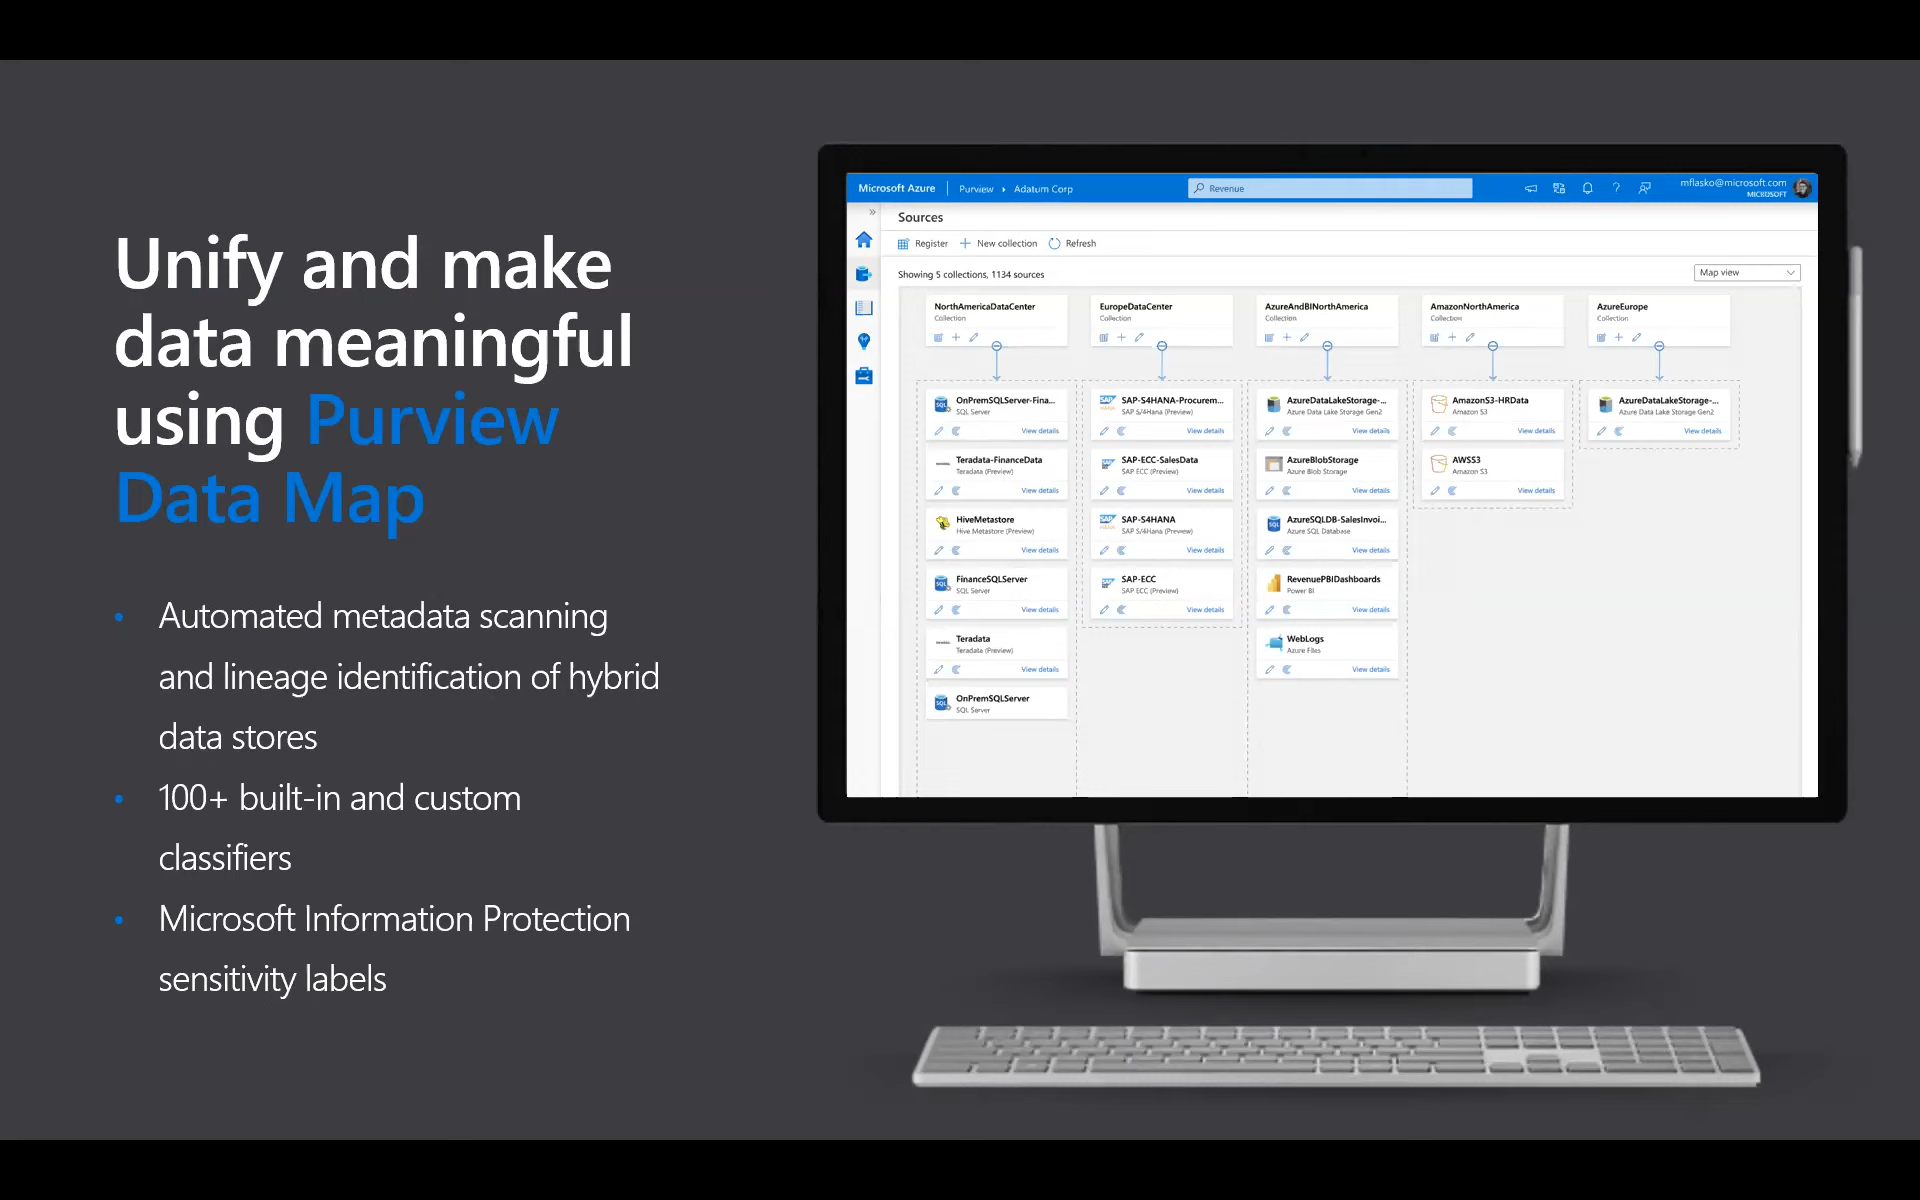 Unify and make
data meaningful
using Purview
Data Map
• Automated metadata scanning
and lineage identification of hybrid
data stores
• 100+ built-in and custom
classifiers
• Microsoft Information Protection
sensitivity labels
Microsoft Azure
Purview › Adatum Corp
Revenue
mflasko@microsoft.com
MICROSOFT
Sources
Register
New collection
Refresh
Showing 5 collections, 1134 sources
Map view
NorthAmericaDataCenter
Collection
OnPremSQLServer-Fina...
SQL Server
View details
Teradata-FinanceData
Teradata (Preview)
View details
HiveMetastore
Hive Metastore (Preview)
View details
FinanceSQLServer
SQL Server
View details
Teradata
Teradata (Preview)
View details
OnPremSQLServer
SQL Server
EuropeDataCenter
Collection
SAP-S4HANA-Procurem...
SAP S/4Hana (Preview)
View details
SAP-ECC-SalesData
SAP ECC (Preview)
View details
SAP-S4HANA
SAP S/4Hana (Preview)
View details
SAP-ECC
SAP ECC (Preview)
View details
AzureAndBINorthAmerica
Collection
AzureDataLakeStorage-...
Azure Data Lake Storage Gen2
View details
AzureBlobStorage
Azure Blob Storage
View details
AzureSQLDB-SalesInvoi...
Azure SQL Database
View details
RevenuePBIDashboards
Power BI
View details
WebLogs
Azure Files
View details
AmazonNorthAmerica
Collection
AmazonS3-HRData
Amazon S3
View details
AWSS3
Amazon S3
View details
AzureEurope
Collection
AzureDataLakeStorage-...
Azure Data Lake Storage Gen2
View details